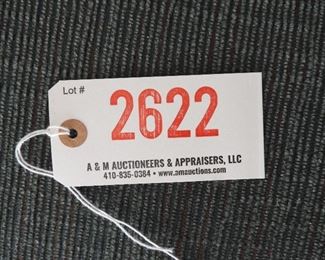 Lot #
2622
A & M AUCTIONEERS & APPRAISERS, LLC
410-835-0384 • www.amauctions.com